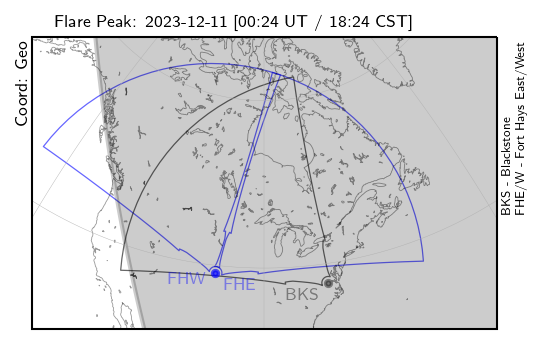 Flare Peak: 2023-12-11 [00:24 UT / 18:24 CST]
Coord: Geo
BKS - Blackstone
FHE/W - Fort Hays East/West
FHW
FHE
BKS